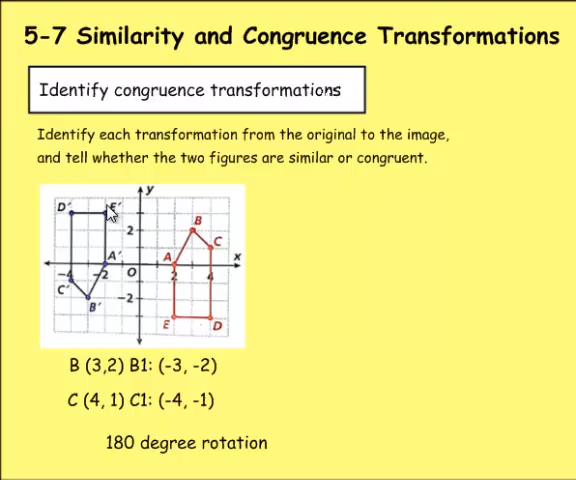 5-7 Similarity and Congruence Transformations
Identify congruence transformations
Identify each transformation from the original to the image,
and tell whether the two figures are similar or congruent.
y
D′ E′
2
B
C
A′ A x
-4 -2 O 2 4
C′
B′ -2
E D
B (3,2) B1: (-3, -2)
C (4, 1) C1: (-4, -1)
180 degree rotation